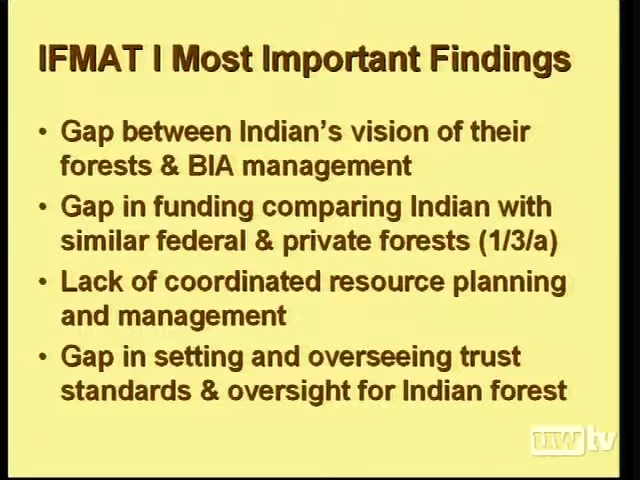 IFMAT I Most Important Findings
• Gap between Indian's vision of their
forests & BIA management
• Gap in funding comparing Indian with
similar federal & private forests (1/3/a)
• Lack of coordinated resource planning
and management
• Gap in setting and overseeing trust
standards & oversight for Indian forest
uwtv